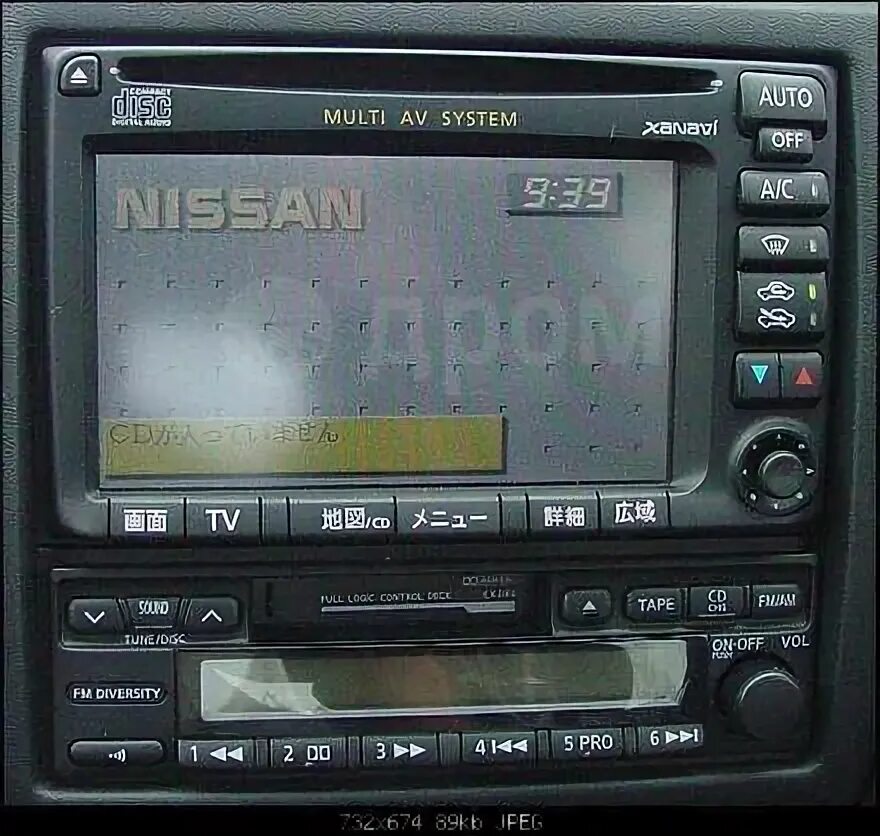 COMPACT
disc
DIGITAL AUDIO
MULTI AV SYSTEM
xanavi
AUTO
OFF
A/C
NISSAN
9:39
CDが入っていません
画面
TV
地図/CD
メニュー
詳細
広域
SOUND
TUNE/DISC
FULL LOGIC CONTROL DECK
TAPE
CD
FM/AM
ON·OFF
VOL
FM DIVERSITY
1
2
3
4
5 PRO
6
732x674 89kb JPEG